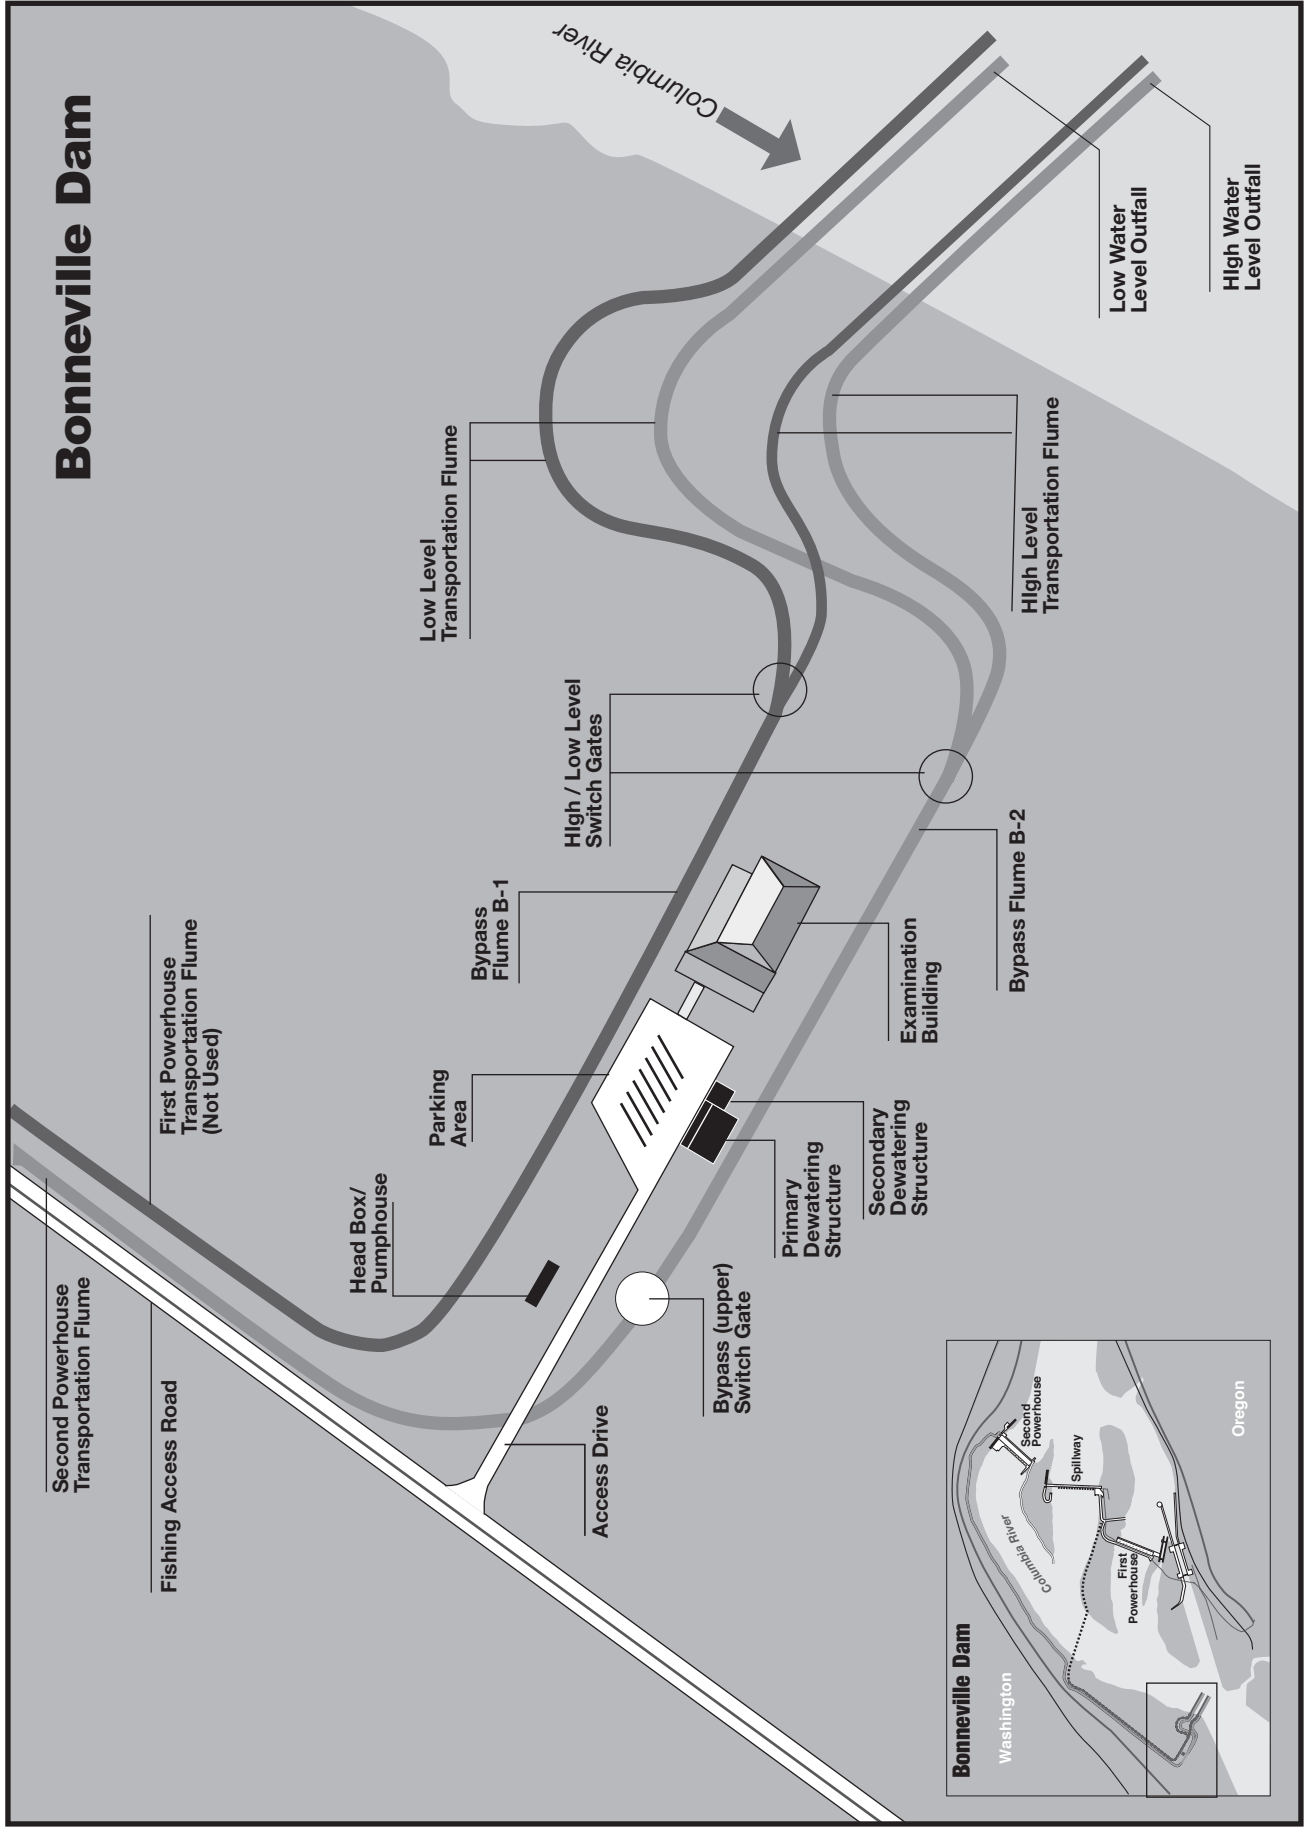 Bonneville Dam
Columbia River
Low Water
Level Outfall
HIgh Water
Level Outfall
Low Level
Transportation Flume
HIgh Level
Transportation Flume
HIgh / Low Level
Switch Gates
Bypass
Flume B-1
Bypass Flume B-2
Examination
Building
First Powerhouse
Transportation Flume
(Not Used)
Parking
Area
Secondary
Dewatering
Structure
Primary
Dewatering
Structure
Head Box/
Pumphouse
Bypass (upper)
Switch Gate
Second Powerhouse
Transportation Flume
Fishing Access Road
Access Drive
Bonneville Dam
Washington
Columbia River
Second
Powerhouse
Spillway
First
Powerhouse
Oregon